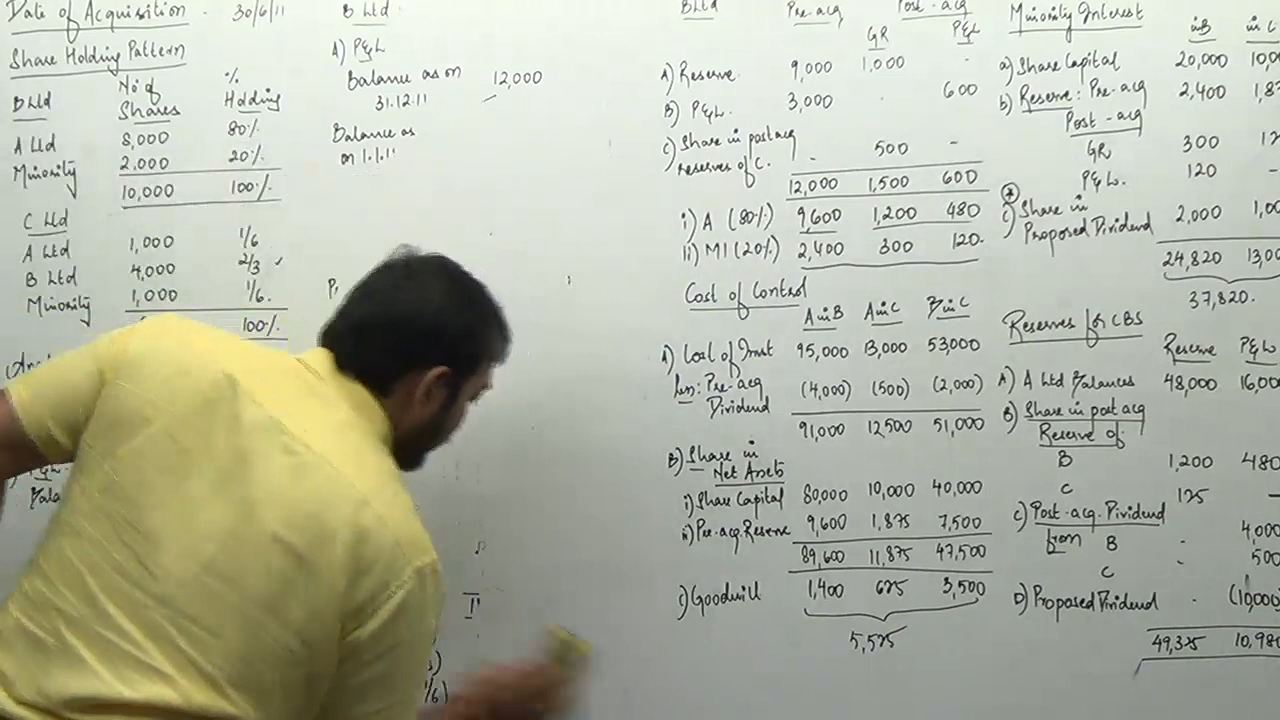 Date of Acquisition - 30/6/11
Share Holding Pattern
B Ltd No of Shares % Holding
A Ltd 8,000 80%
Minority 2,000 20%
10,000 100%
C Ltd
A Ltd 1,000 1/6
B Ltd 4,000 2/3
Minority 1,000 1/6
100%
B Ltd
A) P&L
Balance as on 31.12.11 12,000
Balance as on 1.1.11
B Ltd Pre-acq Post-acq
GR P&L
A) Reserve 9,000 1,000 -
B) P&L 3,000 - 600
C) Share in post acq reserves of C. - 500 -
12,000 1,500 600
i) A (80%) 9,600 1,200 480
ii) MI (20%) 2,400 300 120
Cost of Control
A in B A in C B in C
A) Cost of Invst 95,000 13,000 53,000
Less: Pre-acq Dividend (4,000) (500) (2,000)
91,000 12,500 51,000
B) Share in Net Assets
i) Share Capital 80,000 10,000 40,000
ii) Pre-acq. Reserve 9,600 1,875 7,500
89,600 11,875 47,500
C) Goodwill 1,400 625 3,500
5,525
Minority Interest
in B in C
a) Share Capital 20,000
b) Reserve: Pre-acq 2,400
Post-acq
GR 300
P&L 120 -
c) Share in Proposed Dividend 2,000
24,820
37,820
Reserves for CBS
Reserve P&L
A) A Ltd Balances 48,000 16,000
B) Share in post acq Reserve of
B 1,200 480
C 125 -
C) Post-acq. Dividend from
B - 4,000
C - 500
D) Proposed Dividend - (10,000)
49,325 10,980